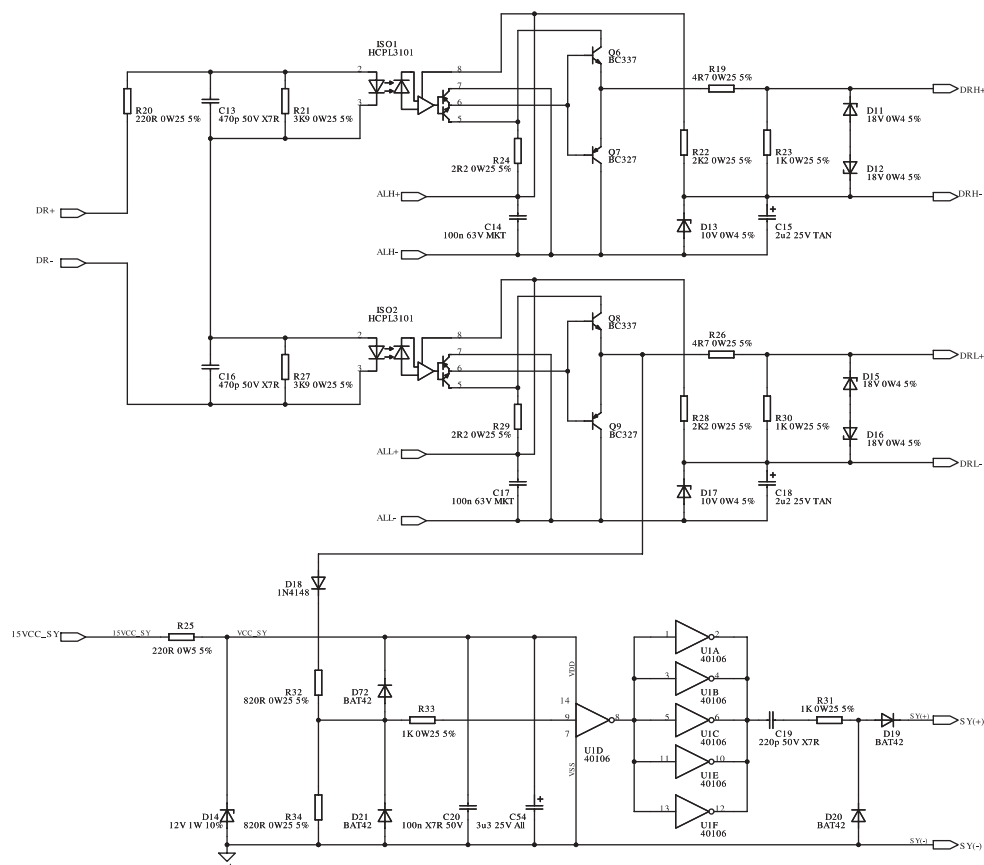 ISO1
HCPL3101
2
3
8
7
6
5
Q6
BC337
R19
4R7 0W25 5%
DRH+
R20
220R 0W25 5%
C13
470p 50V X7R
R21
3K9 0W25 5%
D11
18V 0W4 5%
R24
2R2 0W25 5%
Q7
BC327
R22
2K2 0W25 5%
R23
1K 0W25 5%
D12
18V 0W4 5%
ALH+
DRH-
DR+
C14
100n 63V MKT
D13
10V 0W4 5%
C15
2u2 25V TAN
+
ALH-
DR-
ISO2
HCPL3101
2
3
8
7
6
5
Q8
BC337
R26
4R7 0W25 5%
DRL+
C16
470p 50V X7R
R27
3K9 0W25 5%
D15
18V 0W4 5%
R29
2R2 0W25 5%
Q9
BC327
R28
2K2 0W25 5%
R30
1K 0W25 5%
D16
18V 0W4 5%
ALL+
DRL-
C17
100n 63V MKT
D17
10V 0W4 5%
C18
2u2 25V TAN
+
ALL-
D18
1N4148
15VCC_SY
15VCC_SY
R25
220R 0W5 5%
VCC_SY
1
2
U1A
40106
VDD
R32
820R 0W25 5%
D72
BAT42
R33
1K 0W25 5%
14
9
7
8
U1D
40106
VSS
3
4
U1B
40106
5
6
U1C
40106
C19
220p 50V X7R
R31
1K 0W25 5%
D19
BAT42
SY(+)
SY(+)
11
10
U1E
40106
13
12
U1F
40106
D14
12V 1W 10%
R34
820R 0W25 5%
D21
BAT42
C20
100n X7R 50V
C54
3u3 25V All
+
D20
BAT42
SY(-)
SY(-)